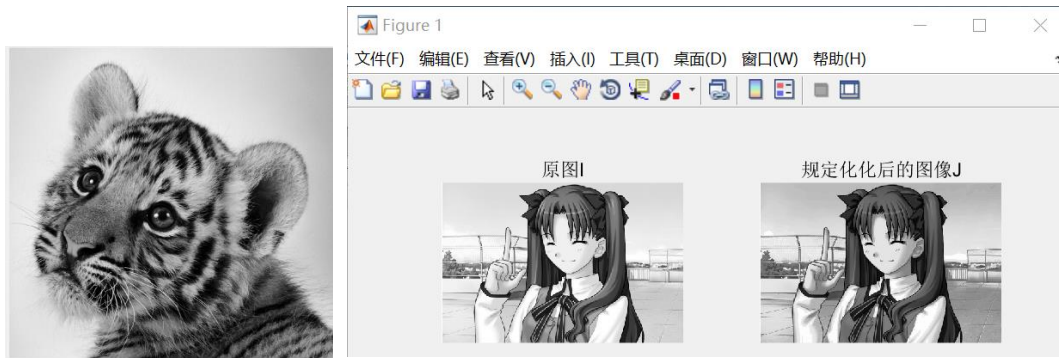 Figure 1
文件(F) 编辑(E) 查看(V) 插入(I) 工具(T) 桌面(D) 窗口(W) 帮助(H)
原图I
规定化化后的图像J